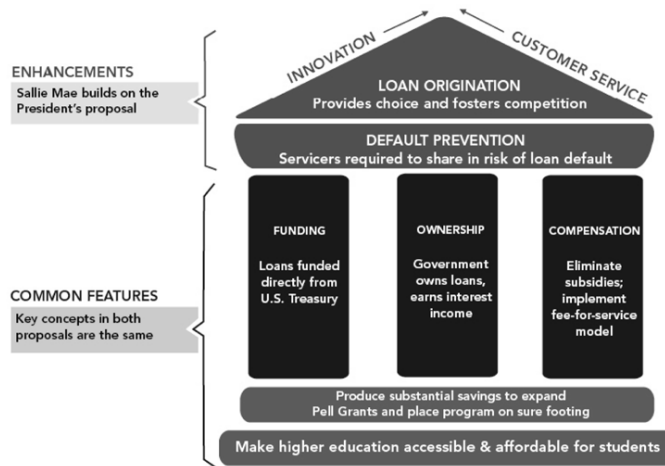 INNOVATION
CUSTOMER SERVICE
ENHANCEMENTS
Sallie Mae builds on the
President's proposal
LOAN ORIGINATION
Provides choice and fosters competition
DEFAULT PREVENTION
Servicers required to share in risk of loan default
COMMON FEATURES
Key concepts in both
proposals are the same
FUNDING
Loans funded
directly from
U.S. Treasury
OWNERSHIP
Government
owns loans,
earns interest
income
COMPENSATION
Eliminate
subsidies;
implement
fee-for-service
model
Produce substantial savings to expand
Pell Grants and place program on sure footing
Make higher education accessible & affordable for students